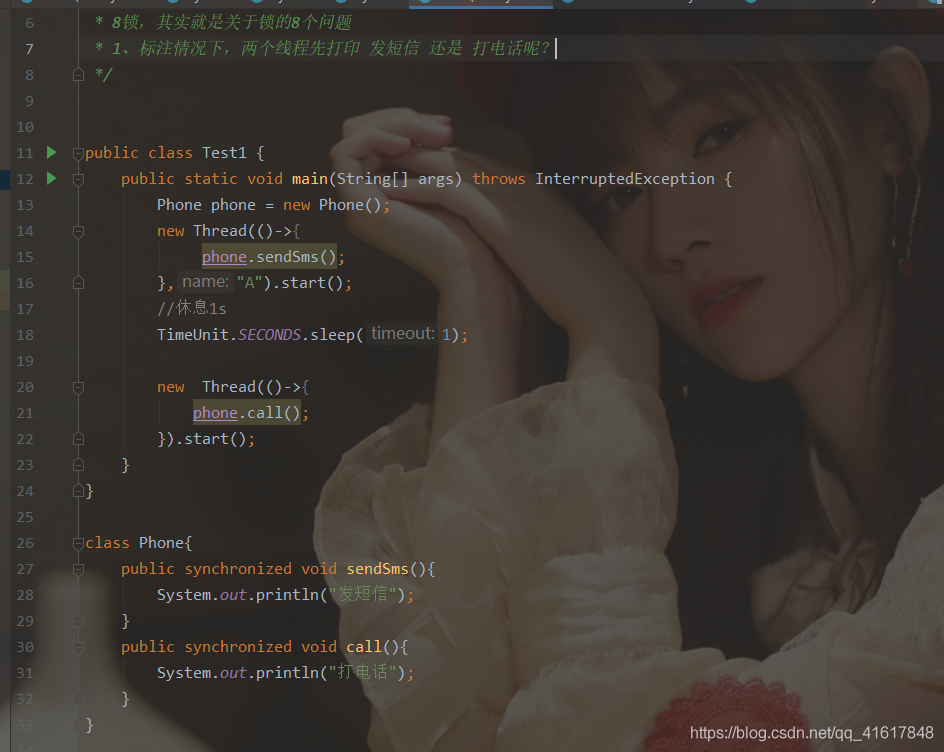 6 * 8锁，其实就是关于锁的8个问题
7 * 1、标注情况下，两个线程先打印 发短信 还是 打电话呢？
8 */
9
10
11 public class Test1 {
12 public static void main(String[] args) throws InterruptedException {
13 Phone phone = new Phone();
14 new Thread(()->{
15 phone.sendSms();
16 }, name: "A").start();
17 //休息1s
18 TimeUnit.SECONDS.sleep( timeout: 1);
19
20 new Thread(()->{
21 phone.call();
22 }).start();
23 }
24 }
25
26 class Phone{
27 public synchronized void sendSms(){
28 System.out.println("发短信");
29 }
30 public synchronized void call(){
31 System.out.println("打电话");
32 }
33 }
https://blog.csdn.net/qq_41617848